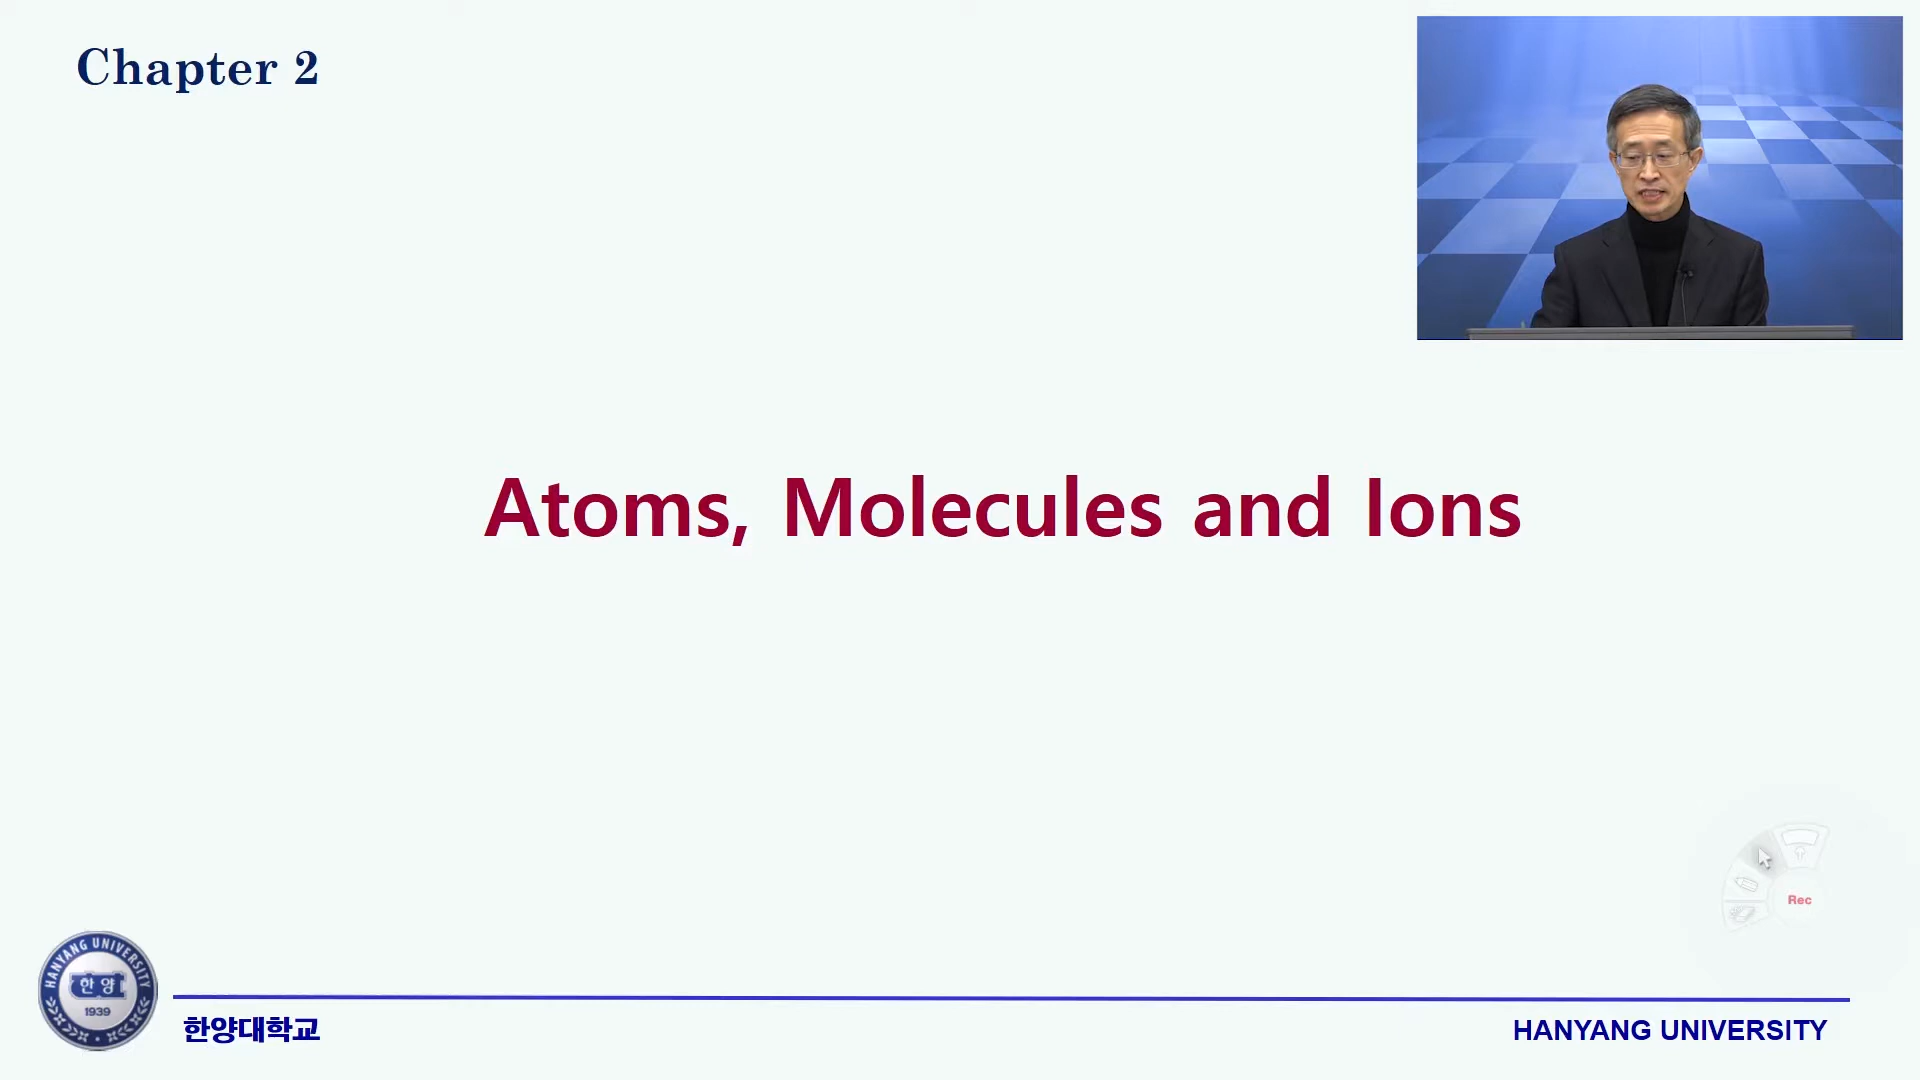 Chapter 2
Atoms, Molecules and Ions
Rec
HANYANG UNIVERSITY
한양
1939
한양대학교
HANYANG UNIVERSITY